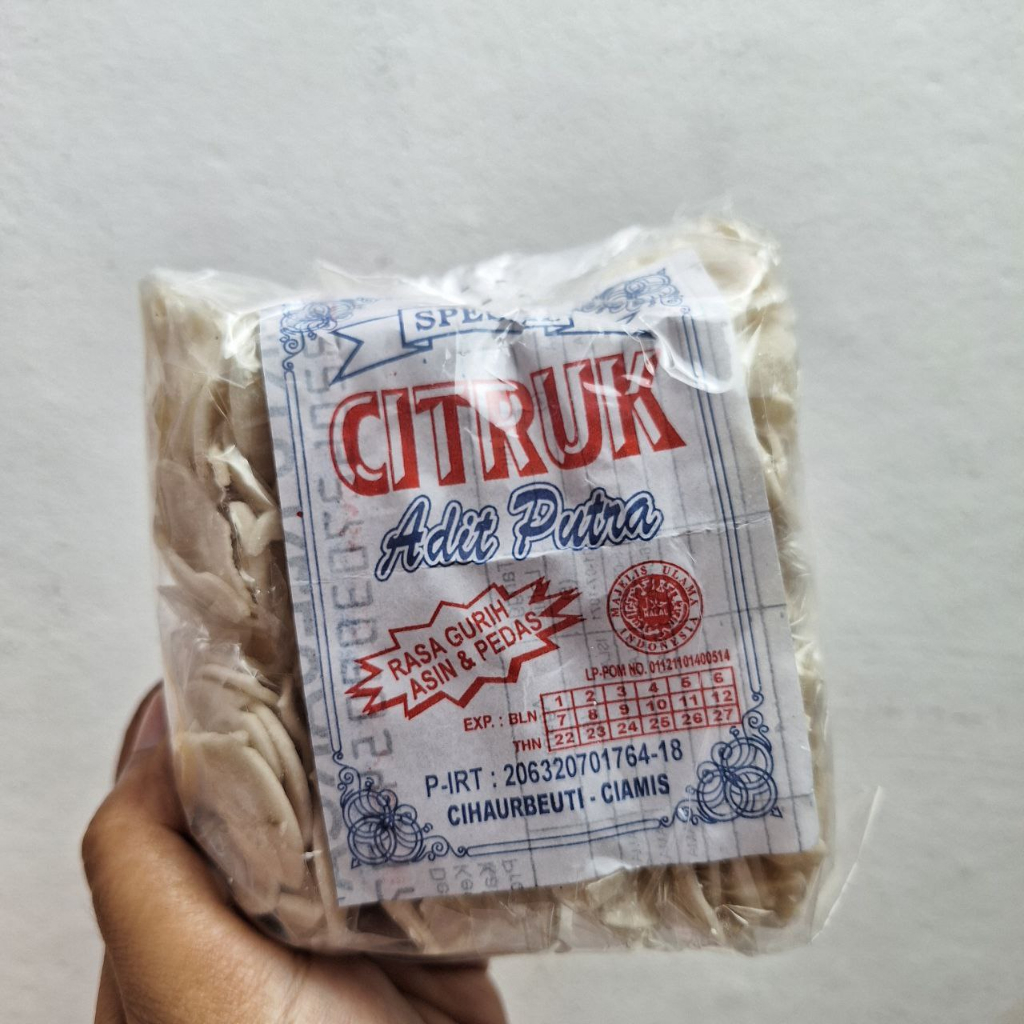 CITRUK
Adit Putra
RASA GURIH
ASIN & PEDAS
MAJELIS ULAMA
INDONESIA
LP-POM NO. 01121101400514
EXP. : BLN
1 2 3 4 5 6
7 8 9 10 11 12
THN
22 23 24 25 26 27
P-IRT : 206320701764-18
CIHAURBEUTI - CIAMIS